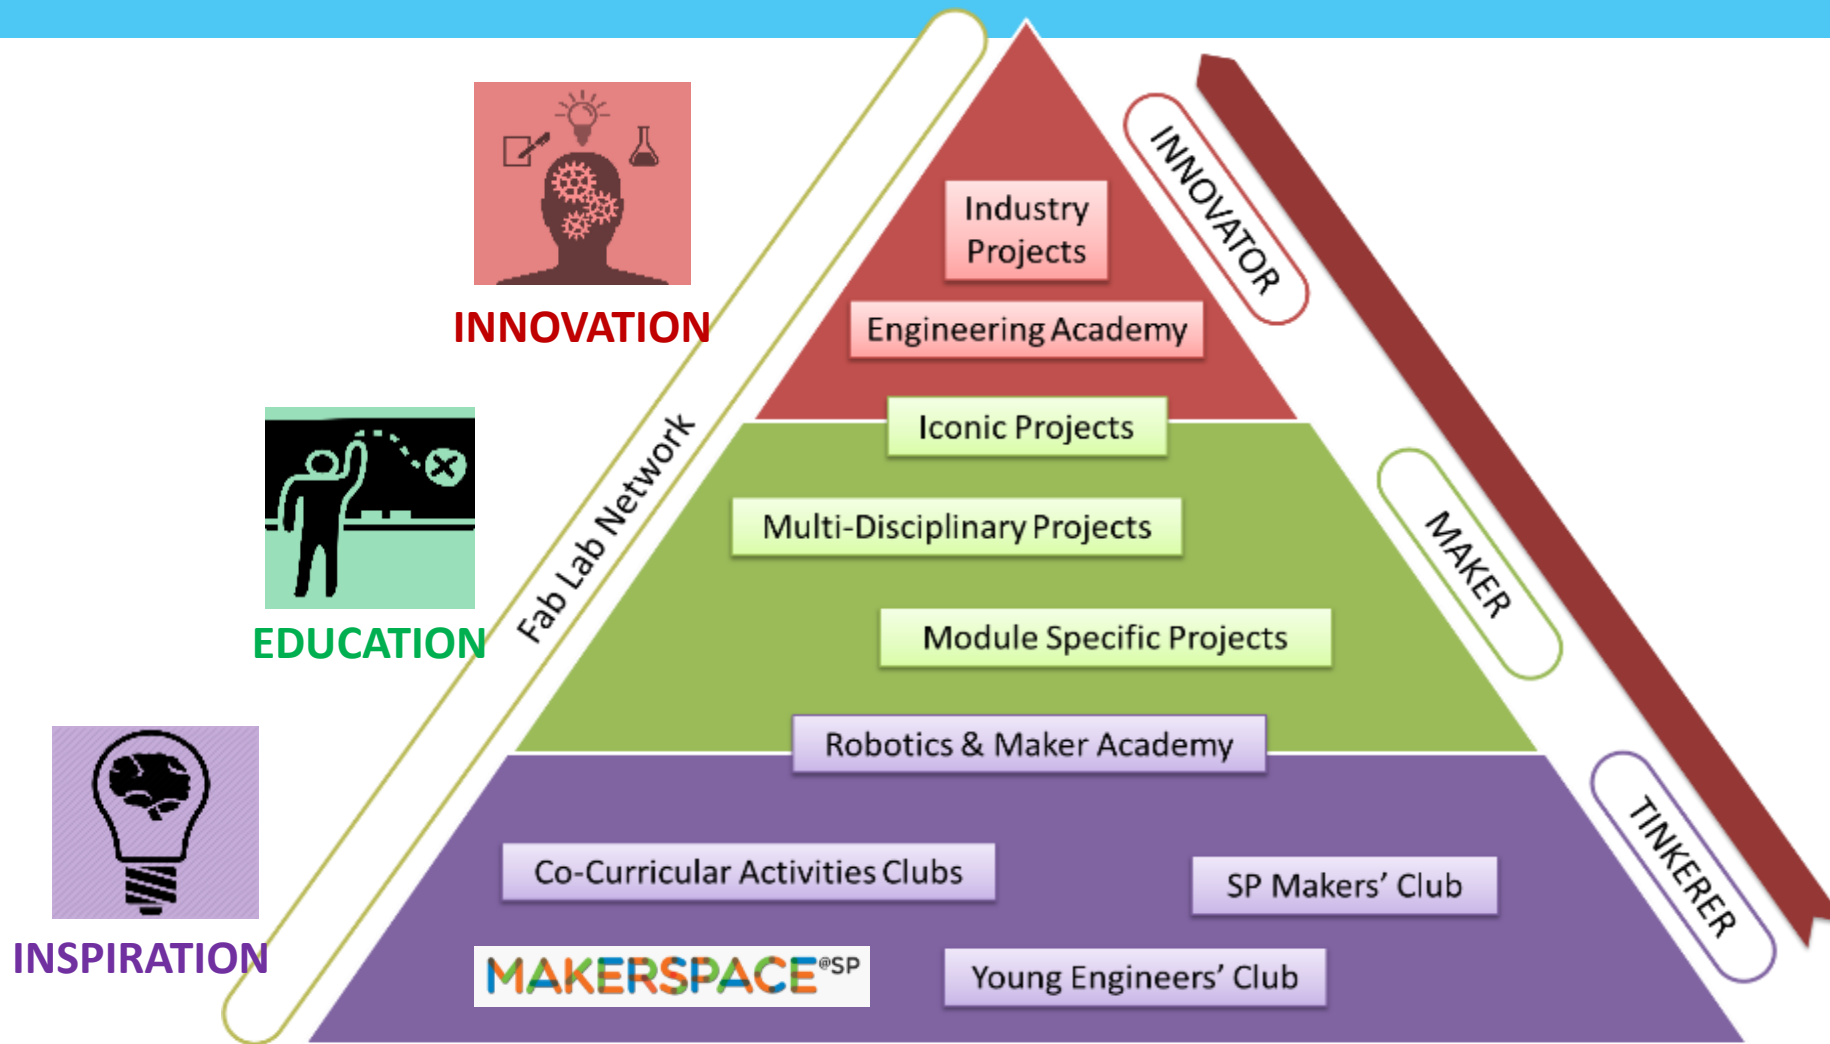 INNOVATION
EDUCATION
INSPIRATION
Fab Lab Network
Industry
Projects
Engineering Academy
Iconic Projects
Multi-Disciplinary Projects
Module Specific Projects
Robotics & Maker Academy
Co-Curricular Activities Clubs
SP Makers’ Club
MAKERSPACE@SP
Young Engineers’ Club
INNOVATOR
MAKER
TINKERER